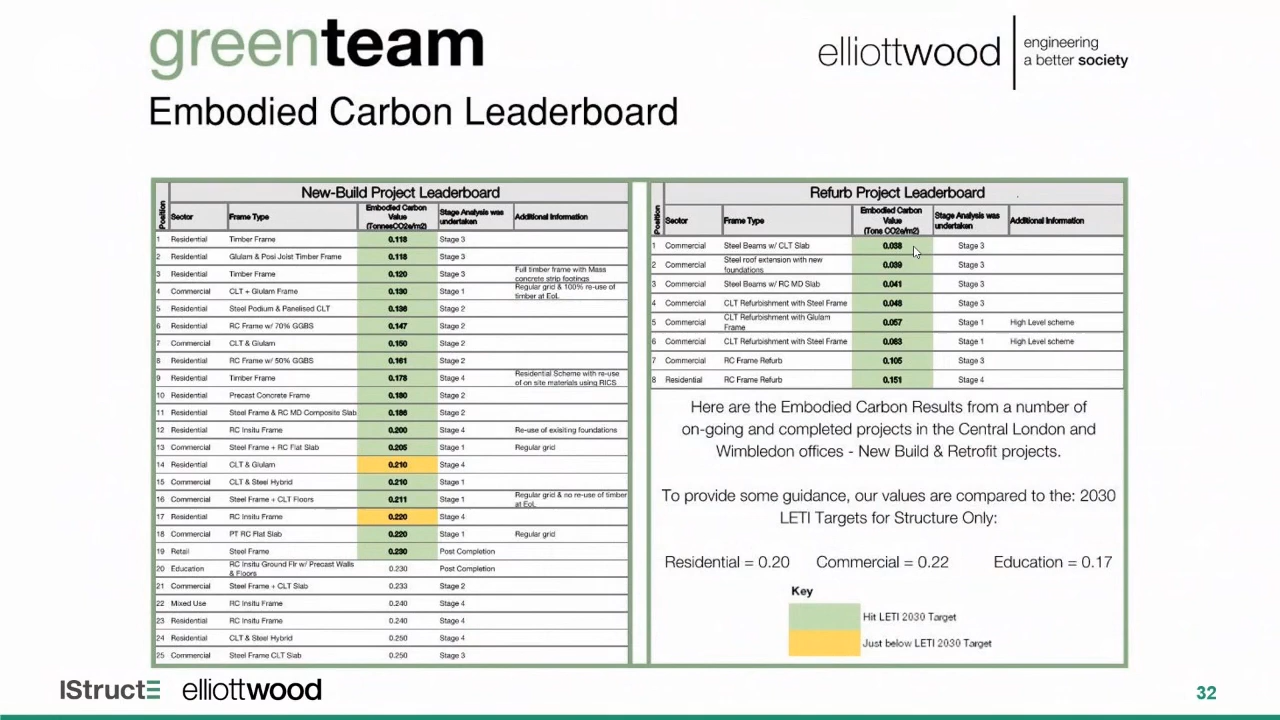 greenteam
elliottwood
engineering
a better society
Embodied Carbon Leaderboard
New-Build Project Leaderboard
Position Sector Frame Type Embodied Carbon Value (TonnesCO2e/m2) Stage Analysis was undertaken Additional Information
1 Residential Timber Frame 0.118 Stage 3
2 Residential Glulam & Posi Joist Timber Frame 0.118 Stage 3
3 Residential Timber Frame 0.120 Stage 3 Full timber frame with Mass concrete strip footings
4 Commercial CLT + Glulam Frame 0.130 Stage 1 Regular grid & 100% re-use of timber at EoL
5 Residential Steel Podium & Panelised CLT 0.136 Stage 2
6 Residential RC Frame w/ 70% GGBS 0.147 Stage 2
7 Commercial CLT & Glulam 0.150 Stage 2
8 Residential RC Frame w/ 50% GGBS 0.161 Stage 2
9 Residential Timber Frame 0.178 Stage 4 Residential Scheme with re-use of on site materials using RICS
10 Residential Precast Concrete Frame 0.180 Stage 2
11 Residential Steel Frame & RC MD Composite Slab 0.186 Stage 2
12 Residential RC Insitu Frame 0.200 Stage 4 Re-use of exisiting foundations
13 Commercial Steel Frame + RC Flat Slab 0.205 Stage 1 Regular grid
14 Residential CLT & Glulam 0.210 Stage 4
15 Commercial CLT & Steel Hybrid 0.210 Stage 1
16 Commercial Steel Frame + CLT Floors 0.211 Stage 1 Regular grid & no re-use of timber at EoL
17 Residential RC Insitu Frame 0.220 Stage 4
18 Commercial PT RC Flat Slab 0.220 Stage 1 Regular grid
19 Retail Steel Frame 0.230 Post Completion
20 Education RC Insitu Ground Flr w/ Precast Walls & Floors 0.230 Post Completion
21 Commercial Steel Frame + CLT Slab 0.233 Stage 2
22 Mixed Use RC Insitu Frame 0.240 Stage 4
23 Residential RC Insitu Frame 0.240 Stage 4
24 Residential CLT & Steel Hybrid 0.250 Stage 4
25 Commercial Steel Frame CLT Slab 0.250 Stage 3
Refurb Project Leaderboard
Position Sector Frame Type Embodied Carbon Value (Tons CO2e/m2) Stage Analysis was undertaken Additional Information
1 Commercial Steel Beams w/ CLT Slab 0.038 Stage 3
2 Commercial Steel roof extension with new foundations 0.039 Stage 3
3 Commercial Steel Beams w/ RC MD Slab 0.041 Stage 3
4 Commercial CLT Refurbishment with Steel Frame 0.048 Stage 3
5 Commercial CLT Refurbishment with Glulam Frame 0.057 Stage 1 High Level scheme
6 Commercial CLT Refurbishment with Steel Frame Stage 1 High Level scheme
7 Commercial RC Frame Refurb 0.105 Stage 3
8 Residential RC Frame Refurb 0.151 Stage 4
Here are the Embodied Carbon Results from a number of
on-going and completed projects in the Central London and
Wimbledon offices - New Build & Retrofit projects.
To provide some guidance, our values are compared to the: 2030
LETI Targets for Structure Only:
Residential = 0.20 Commercial = 0.22 Education = 0.17
Key
Hit LETI 2030 Target
Just below LETI 2030 Target
IStructE elliottwood
32